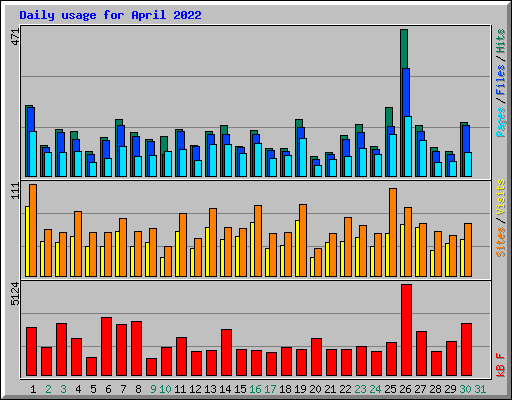 Daily usage for April 2022
471
Pages / Files / Hits
111
Sites / Visits
5124
kB F
1 2 3 4 5 6 7 8 9 10 11 12 13 14 15 16 17 18 19 20 21 22 23 24 25 26 27 28 29 30 31